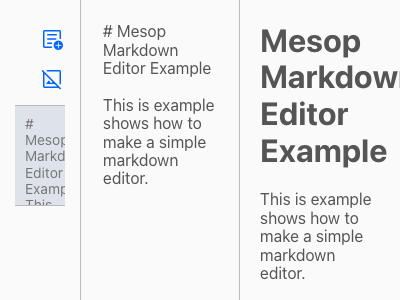 #
Mesop
Markd
Editor
Examp
This
# Mesop
Markdown
Editor Example
This is example
shows how to
make a simple
markdown
editor.
Mesop
Markdown
Editor
Example
This is example
shows how to
make a simple
markdown
editor.